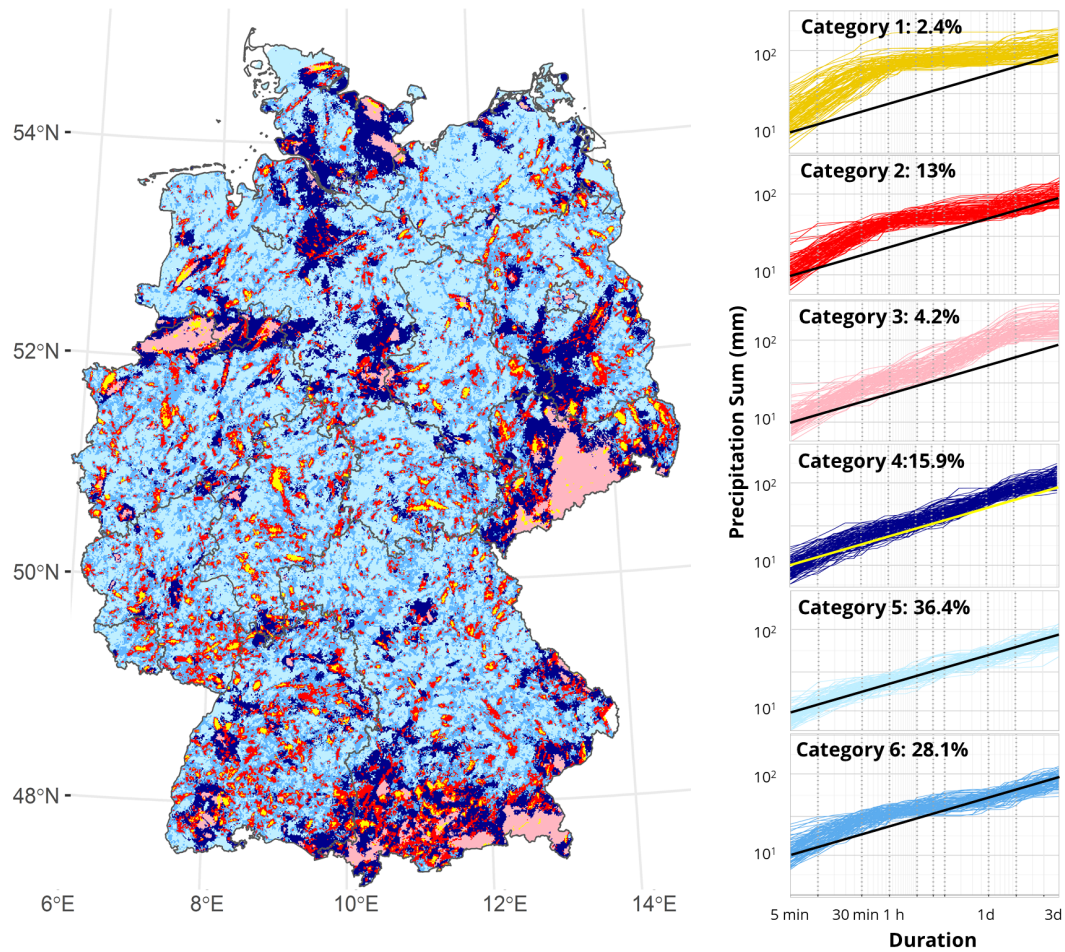 54°N
52°N
50°N
48°N
6°E
8°E
10°E
12°E
14°E
Precipitation Sum (mm)
Category 1: 2.4%
10²
10¹
Category 2: 13%
10²
10¹
Category 3: 4.2%
10²
10¹
Category 4:15.9%
10²
10¹
Category 5: 36.4%
10²
10¹
Category 6: 28.1%
10²
10¹
5 min
30 min
1 h
1d
3d
Duration